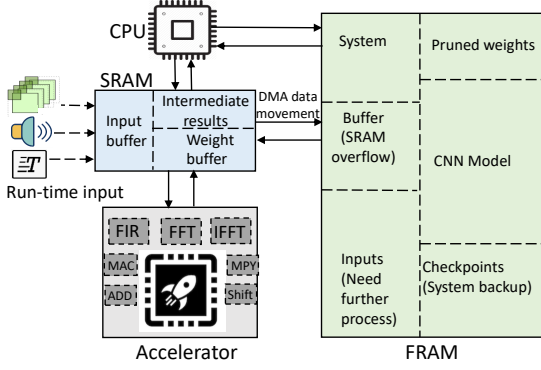 CPU
SRAM
Input
buffer
Intermediate
results
Weight
buffer
DMA data
movement
T
Run-time input
FIR
FFT
IFFT
MAC
MPY
ADD
Shift
Accelerator
System
Pruned weights
Buffer
(SRAM
overflow)
CNN Model
Inputs
(Need
further
process)
Checkpoints
(System backup)
FRAM